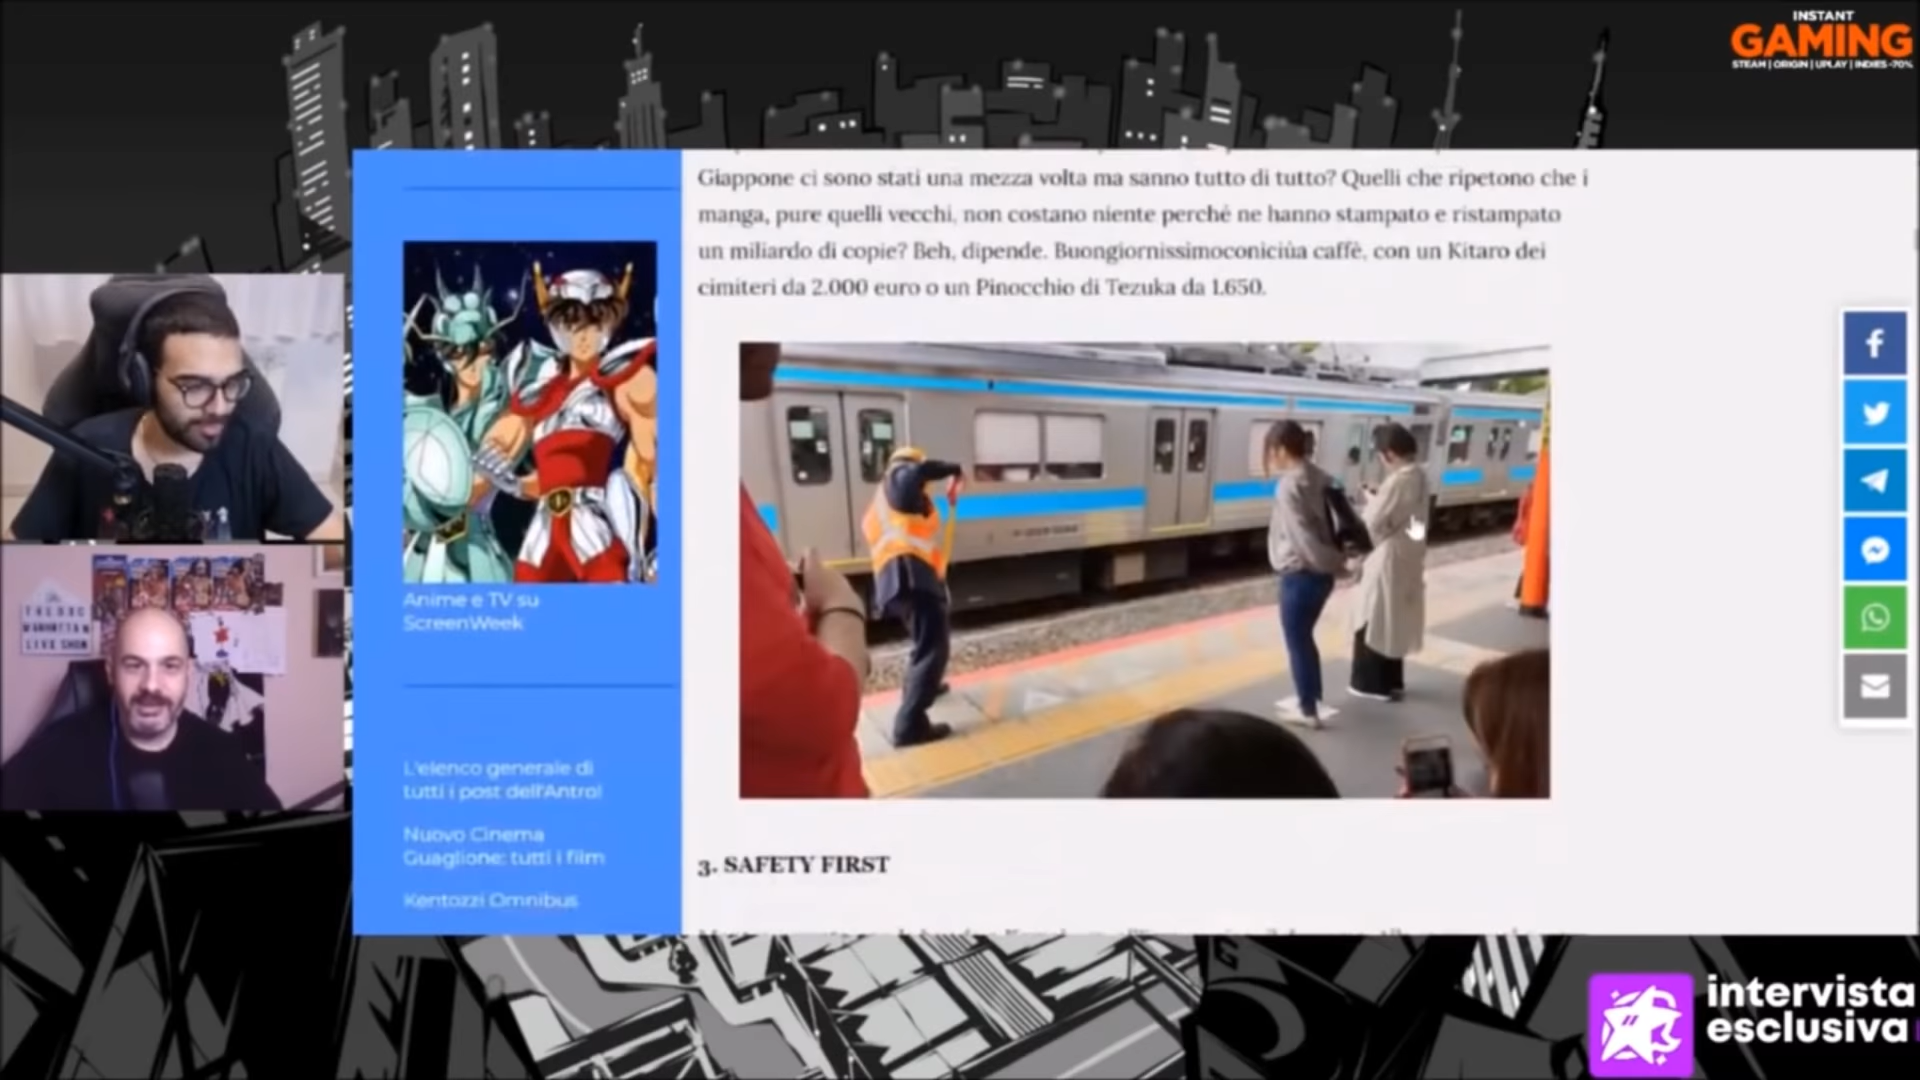 INSTANT
GAMING
STEAM | ORIGIN | UPLAY | INDIES -70%
Giappone ci sono stati una mezza volta ma sanno tutto di tutto? Quelli che ripetono che i
manga, pure quelli vecchi, non costano niente perché ne hanno stampato e ristampato
un miliardo di copie? Beh, dipende. Buongiornissimoconiciùa caffè, con un Kitaro dei
cimiteri da 2.000 euro o un Pinocchio di Tezuka da 1.650.
Anime e TV su
ScreenWeek
MANHATTAN
LIVE SHOW
L'elenco generale di
tutti i post dell'Antro!
Nuovo Cinema
Guaglione: tutti i film
Kentozzi Omnibus
3. SAFETY FIRST
intervista
esclusiva